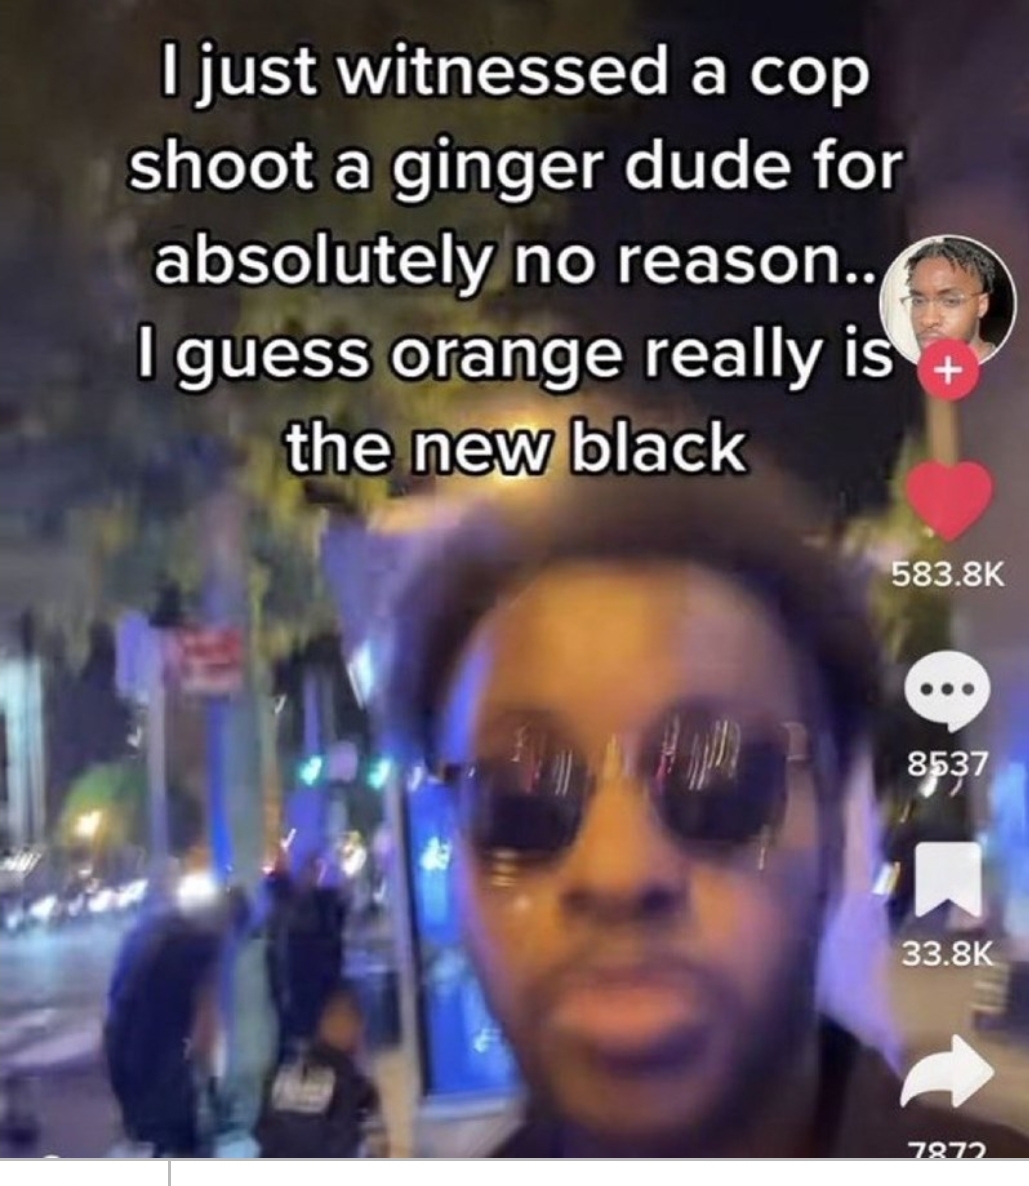 I just witnessed a cop
shoot a ginger dude for
absolutely no reason..
I guess orange really is
the new black
583.8K
8537
33.8K
7872